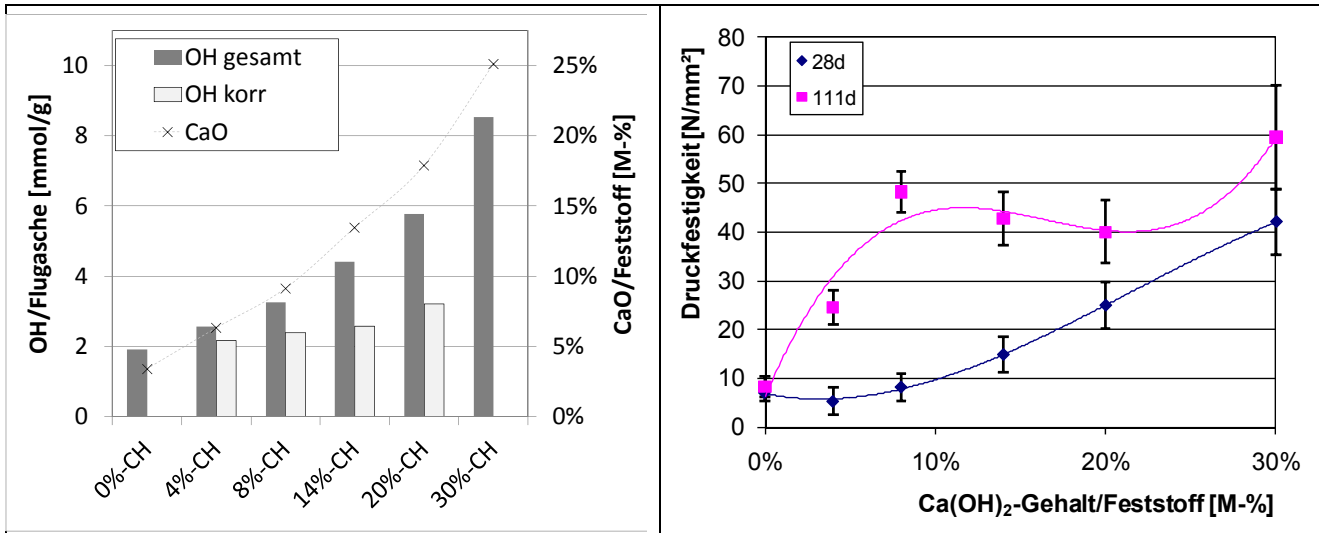 OH/Flugasche [mmol/g]
10
8
6
4
2
0
OH gesamt
OH korr
CaO
25%
20%
15%
10%
5%
0%
CaO/Feststoff [M-%]
0%-CH
4%-CH
8%-CH
14%-CH
20%-CH
30%-CH
Druckfestigkeit [N/mm²]
80
70
60
50
40
30
20
10
0
28d
111d
0%
10%
20%
30%
Ca(OH)₂-Gehalt/Feststoff [M-%]